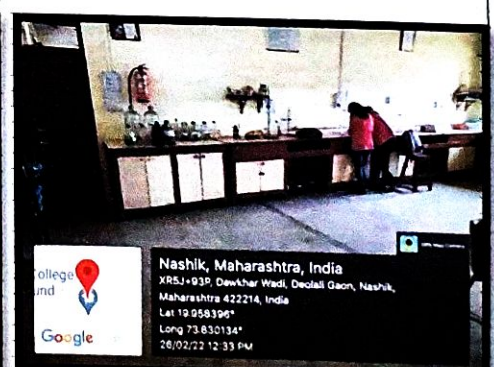 Nashik, Maharashtra, India
XR5J+93P, Dewkhar Wadi, Deolali Gaon, Nashik,
Maharashtra 422214, India
Lat 19.958396°
Long 73.830134°
26/02/22 12:33 PM
College
und
Google